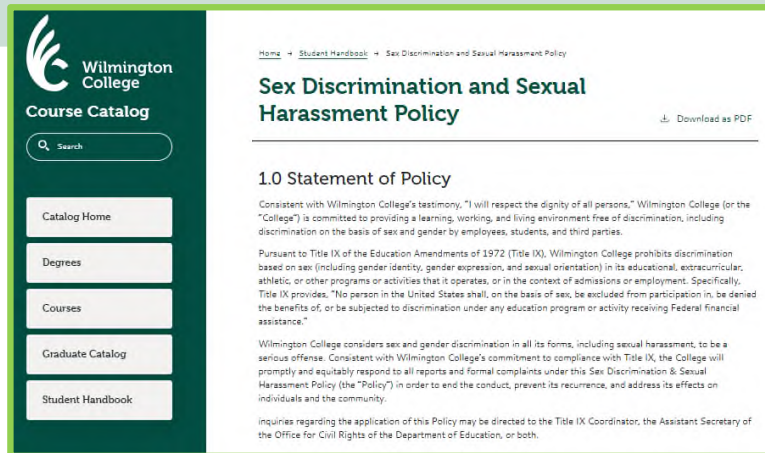 Wilmington
College
Course Catalog
Search
Catalog Home
Degrees
Courses
Graduate Catalog
Student Handbook
Home → Student Handbook → Sex Discrimination and Sexual Harassment Policy
Sex Discrimination and Sexual
Harassment Policy
Download as PDF
1.0 Statement of Policy
Consistent with Wilmington College's testimony, "I will respect the dignity of all persons," Wilmington College (or the
"College") is committed to providing a learning, working, and living environment free of discrimination, including
discrimination on the basis of sex and gender by employees, students, and third parties.
Pursuant to Title IX of the Education Amendments of 1972 (Title IX), Wilmington College prohibits discrimination
based on sex (including gender identity, gender expression, and sexual orientation) in its educational, extracurricular,
athletic, or other programs or activities that it operates, or in the context of admissions or employment. Specifically,
Title IX provides, "No person in the United States shall, on the basis of sex, be excluded from participation in, be denied
the benefits of, or be subjected to discrimination under any education program or activity receiving Federal financial
assistance."
Wilmington College considers sex and gender discrimination in all its forms, including sexual harassment, to be a
serious offense. Consistent with Wilmington College's commitment to compliance with Title IX, the College will
promptly and equitably respond to all reports and formal complaints under this Sex Discrimination & Sexual
Harassment Policy (the "Policy") in order to end the conduct, prevent its recurrence, and address its effects on
individuals and the community.
inquiries regarding the application of this Policy may be directed to the Title IX Coordinator, the Assistant Secretary of
the Office for Civil Rights of the Department of Education, or both.